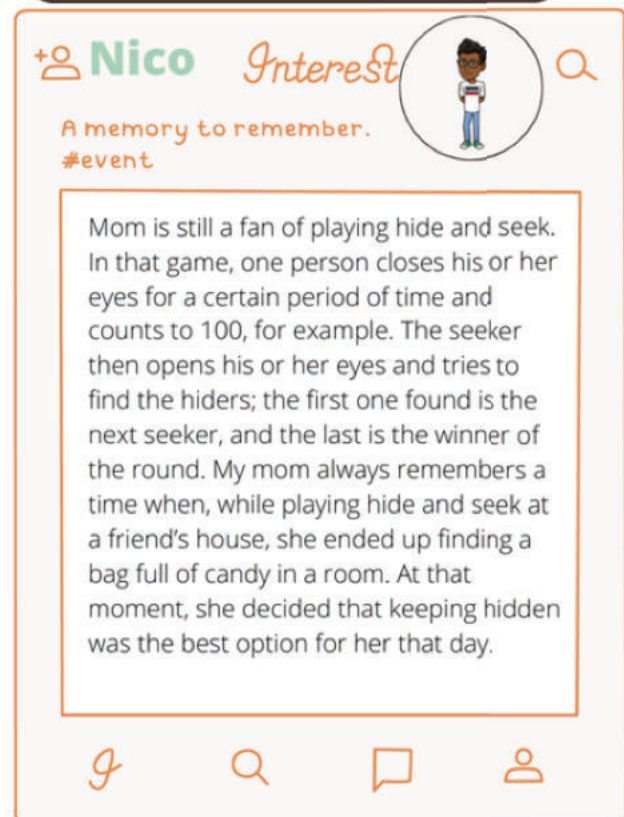 Nico Interest
A memory to remember.
#event
Mom is still a fan of playing hide and seek.
In that game, one person closes his or her
eyes for a certain period of time and
counts to 100, for example. The seeker
then opens his or her eyes and tries to
find the hiders; the first one found is the
next seeker, and the last is the winner of
the round. My mom always remembers a
time when, while playing hide and seek at
a friend's house, she ended up finding a
bag full of candy in a room. At that
moment, she decided that keeping hidden
was the best option for her that day.